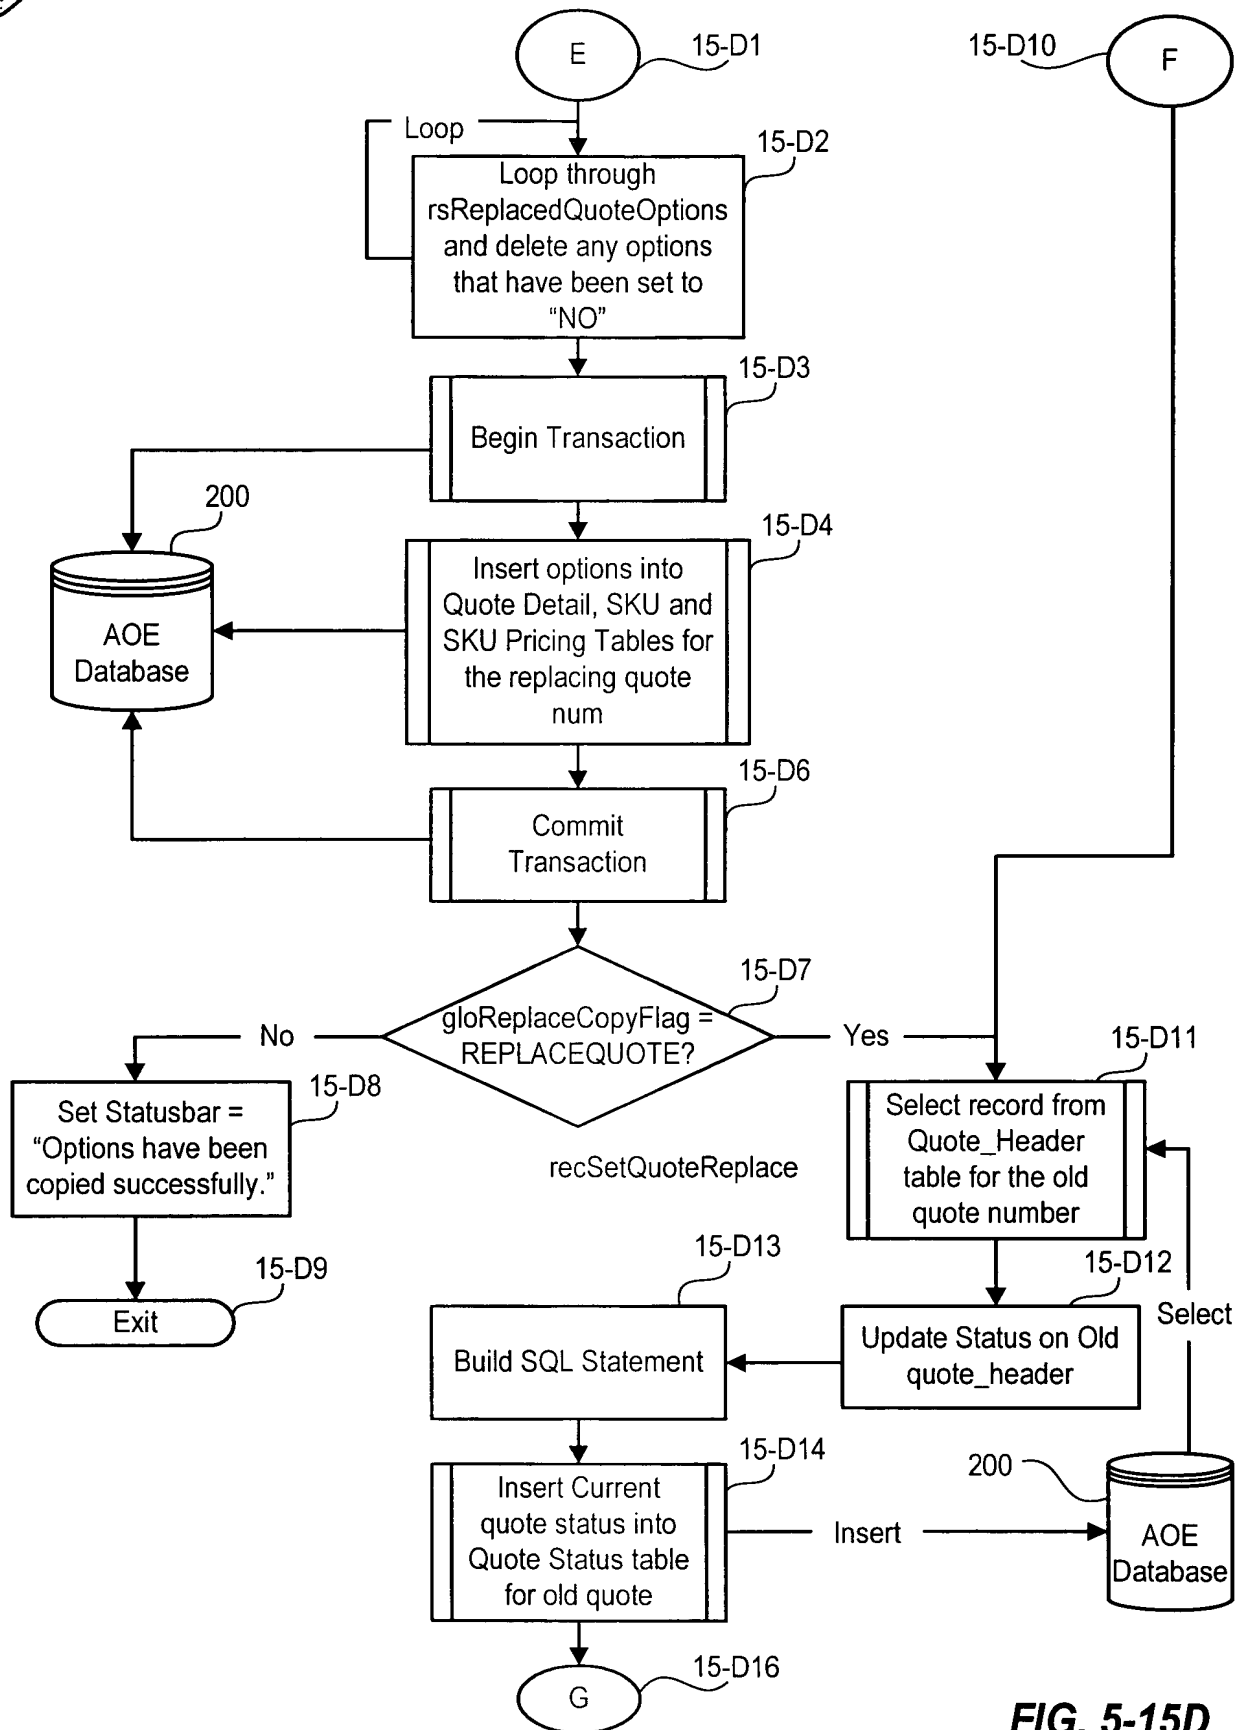 E
15-D1
15-D10
F
Loop
15-D2
Loop through
rsReplacedQuoteOptions
and delete any options
that have been set to
“NO”
15-D3
Begin Transaction
200
15-D4
AOE
Database
Insert options into
Quote Detail, SKU and
SKU Pricing Tables for
the replacing quote
num
15-D6
Commit
Transaction
15-D7
gloReplaceCopyFlag =
REPLACEQUOTE?
No
Yes
15-D8
Set Statusbar =
“Options have been
copied successfully.”
15-D11
Select record from
Quote_Header
table for the old
quote number
recSetQuoteReplace
15-D9
Exit
15-D13
15-D12
Select
Build SQL Statement
Update Status on Old
quote_header
15-D14
Insert Current
quote status into
Quote Status table
for old quote
Insert
200
AOE
Database
15-D16
G
FIG. 5-15D